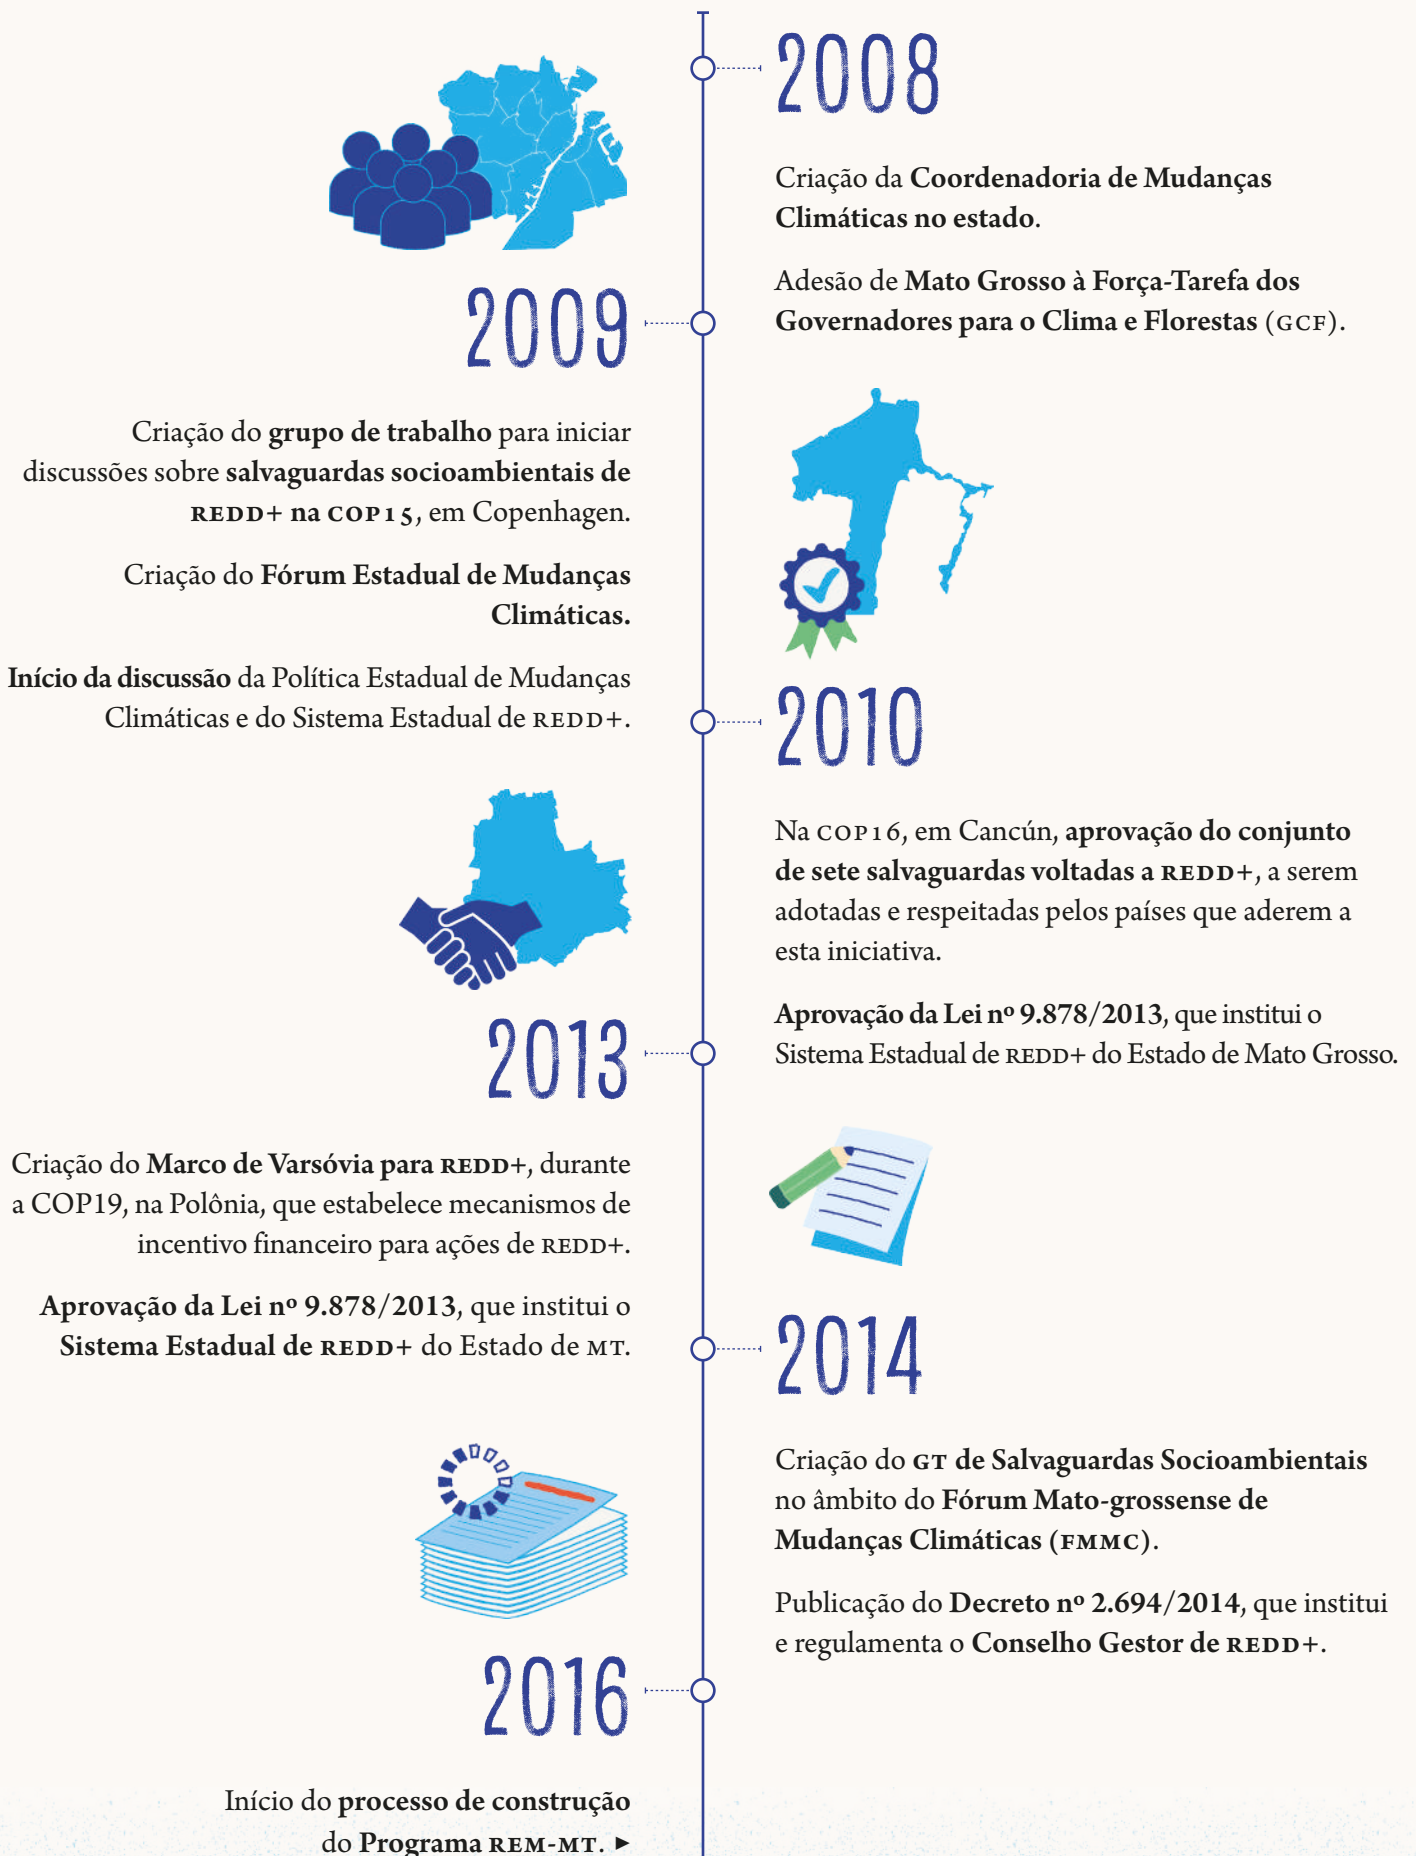 2008
Criação da Coordenadoria de Mudanças
Climáticas no estado.
Adesão de Mato Grosso à Força-Tarefa dos
Governadores para o Clima e Florestas (GCF).
2009
Criação do grupo de trabalho para iniciar
discussões sobre salvaguardas socioambientais de
REDD+ na COP15, em Copenhagen.
Criação do Fórum Estadual de Mudanças
Climáticas.
Início da discussão da Política Estadual de Mudanças
Climáticas e do Sistema Estadual de REDD+.
2010
Na COP16, em Cancún, aprovação do conjunto
de sete salvaguardas voltadas a REDD+, a serem
adotadas e respeitadas pelos países que aderem a
esta iniciativa.
Aprovação da Lei nº 9.878/2013, que institui o
Sistema Estadual de REDD+ do Estado de Mato Grosso.
2013
Criação do Marco de Varsóvia para REDD+, durante
a COP19, na Polônia, que estabelece mecanismos de
incentivo financeiro para ações de REDD+.
Aprovação da Lei nº 9.878/2013, que institui o
Sistema Estadual de REDD+ do Estado de MT.
2014
Criação do GT de Salvaguardas Socioambientais
no âmbito do Fórum Mato-grossense de
Mudanças Climáticas (FMMC).
Publicação do Decreto nº 2.694/2014, que institui
e regulamenta o Conselho Gestor de REDD+.
2016
Início do processo de construção
do Programa REM-MT. ►